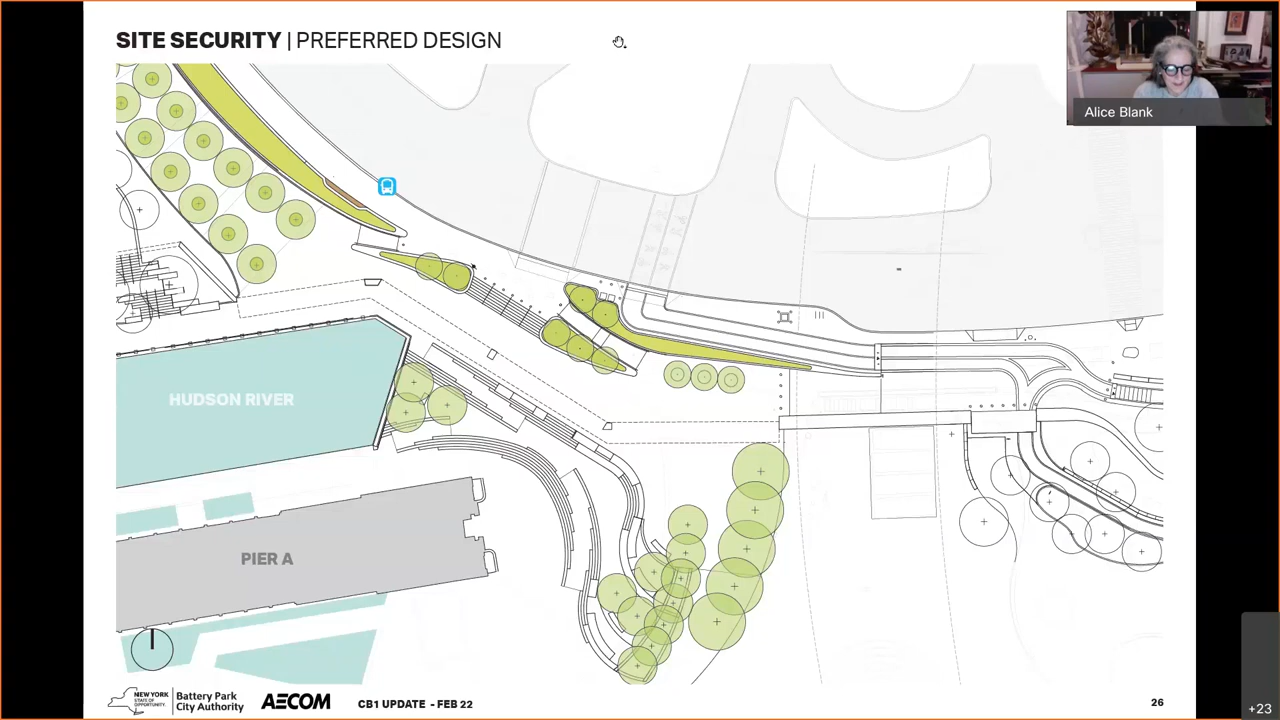 SITE SECURITY | PREFERRED DESIGN
Alice Blank
HUDSON RIVER
PIER A
NEW YORK
STATE OF
OPPORTUNITY.
Battery Park
City Authority
AECOM
CB1 UPDATE - FEB 22
26
+23